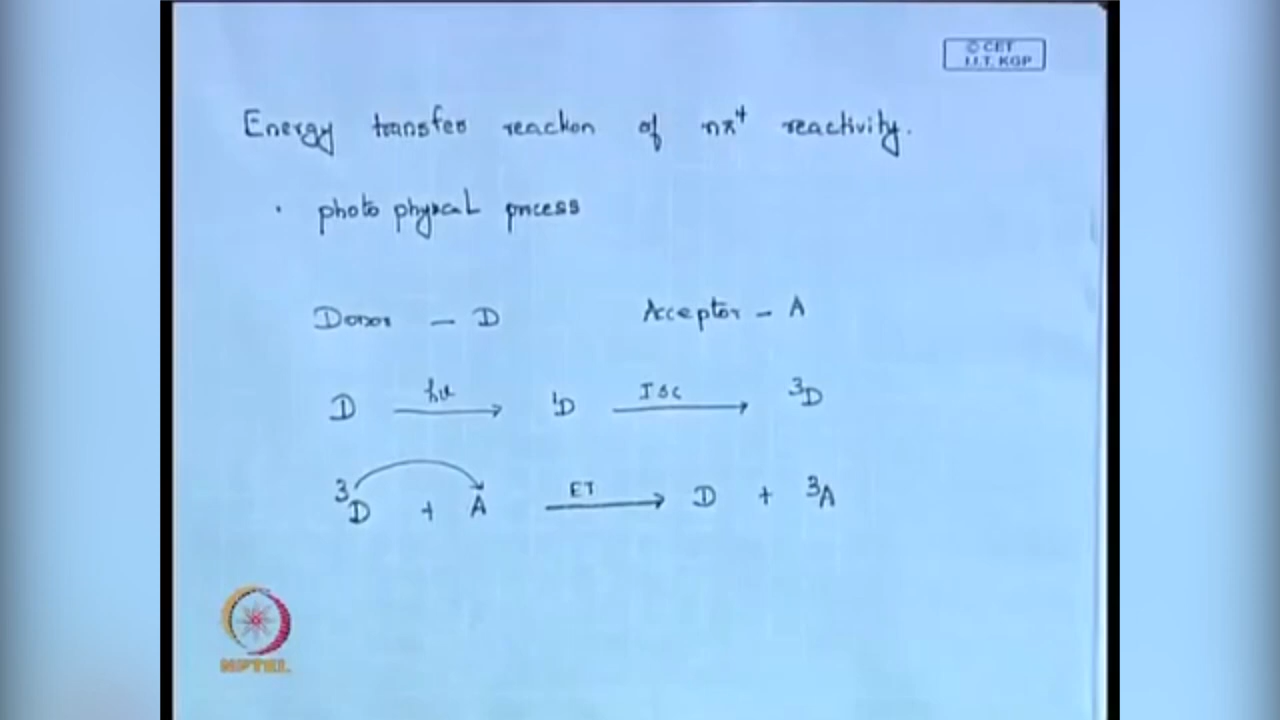 © CET
I.I.T. KGP
Energy transfer reaction of nπ* reactivity.
· photo physical process
Donor – D Acceptor – A
D hν ¹D ISC ³D
³D + A ET D + ³A
NPTEL